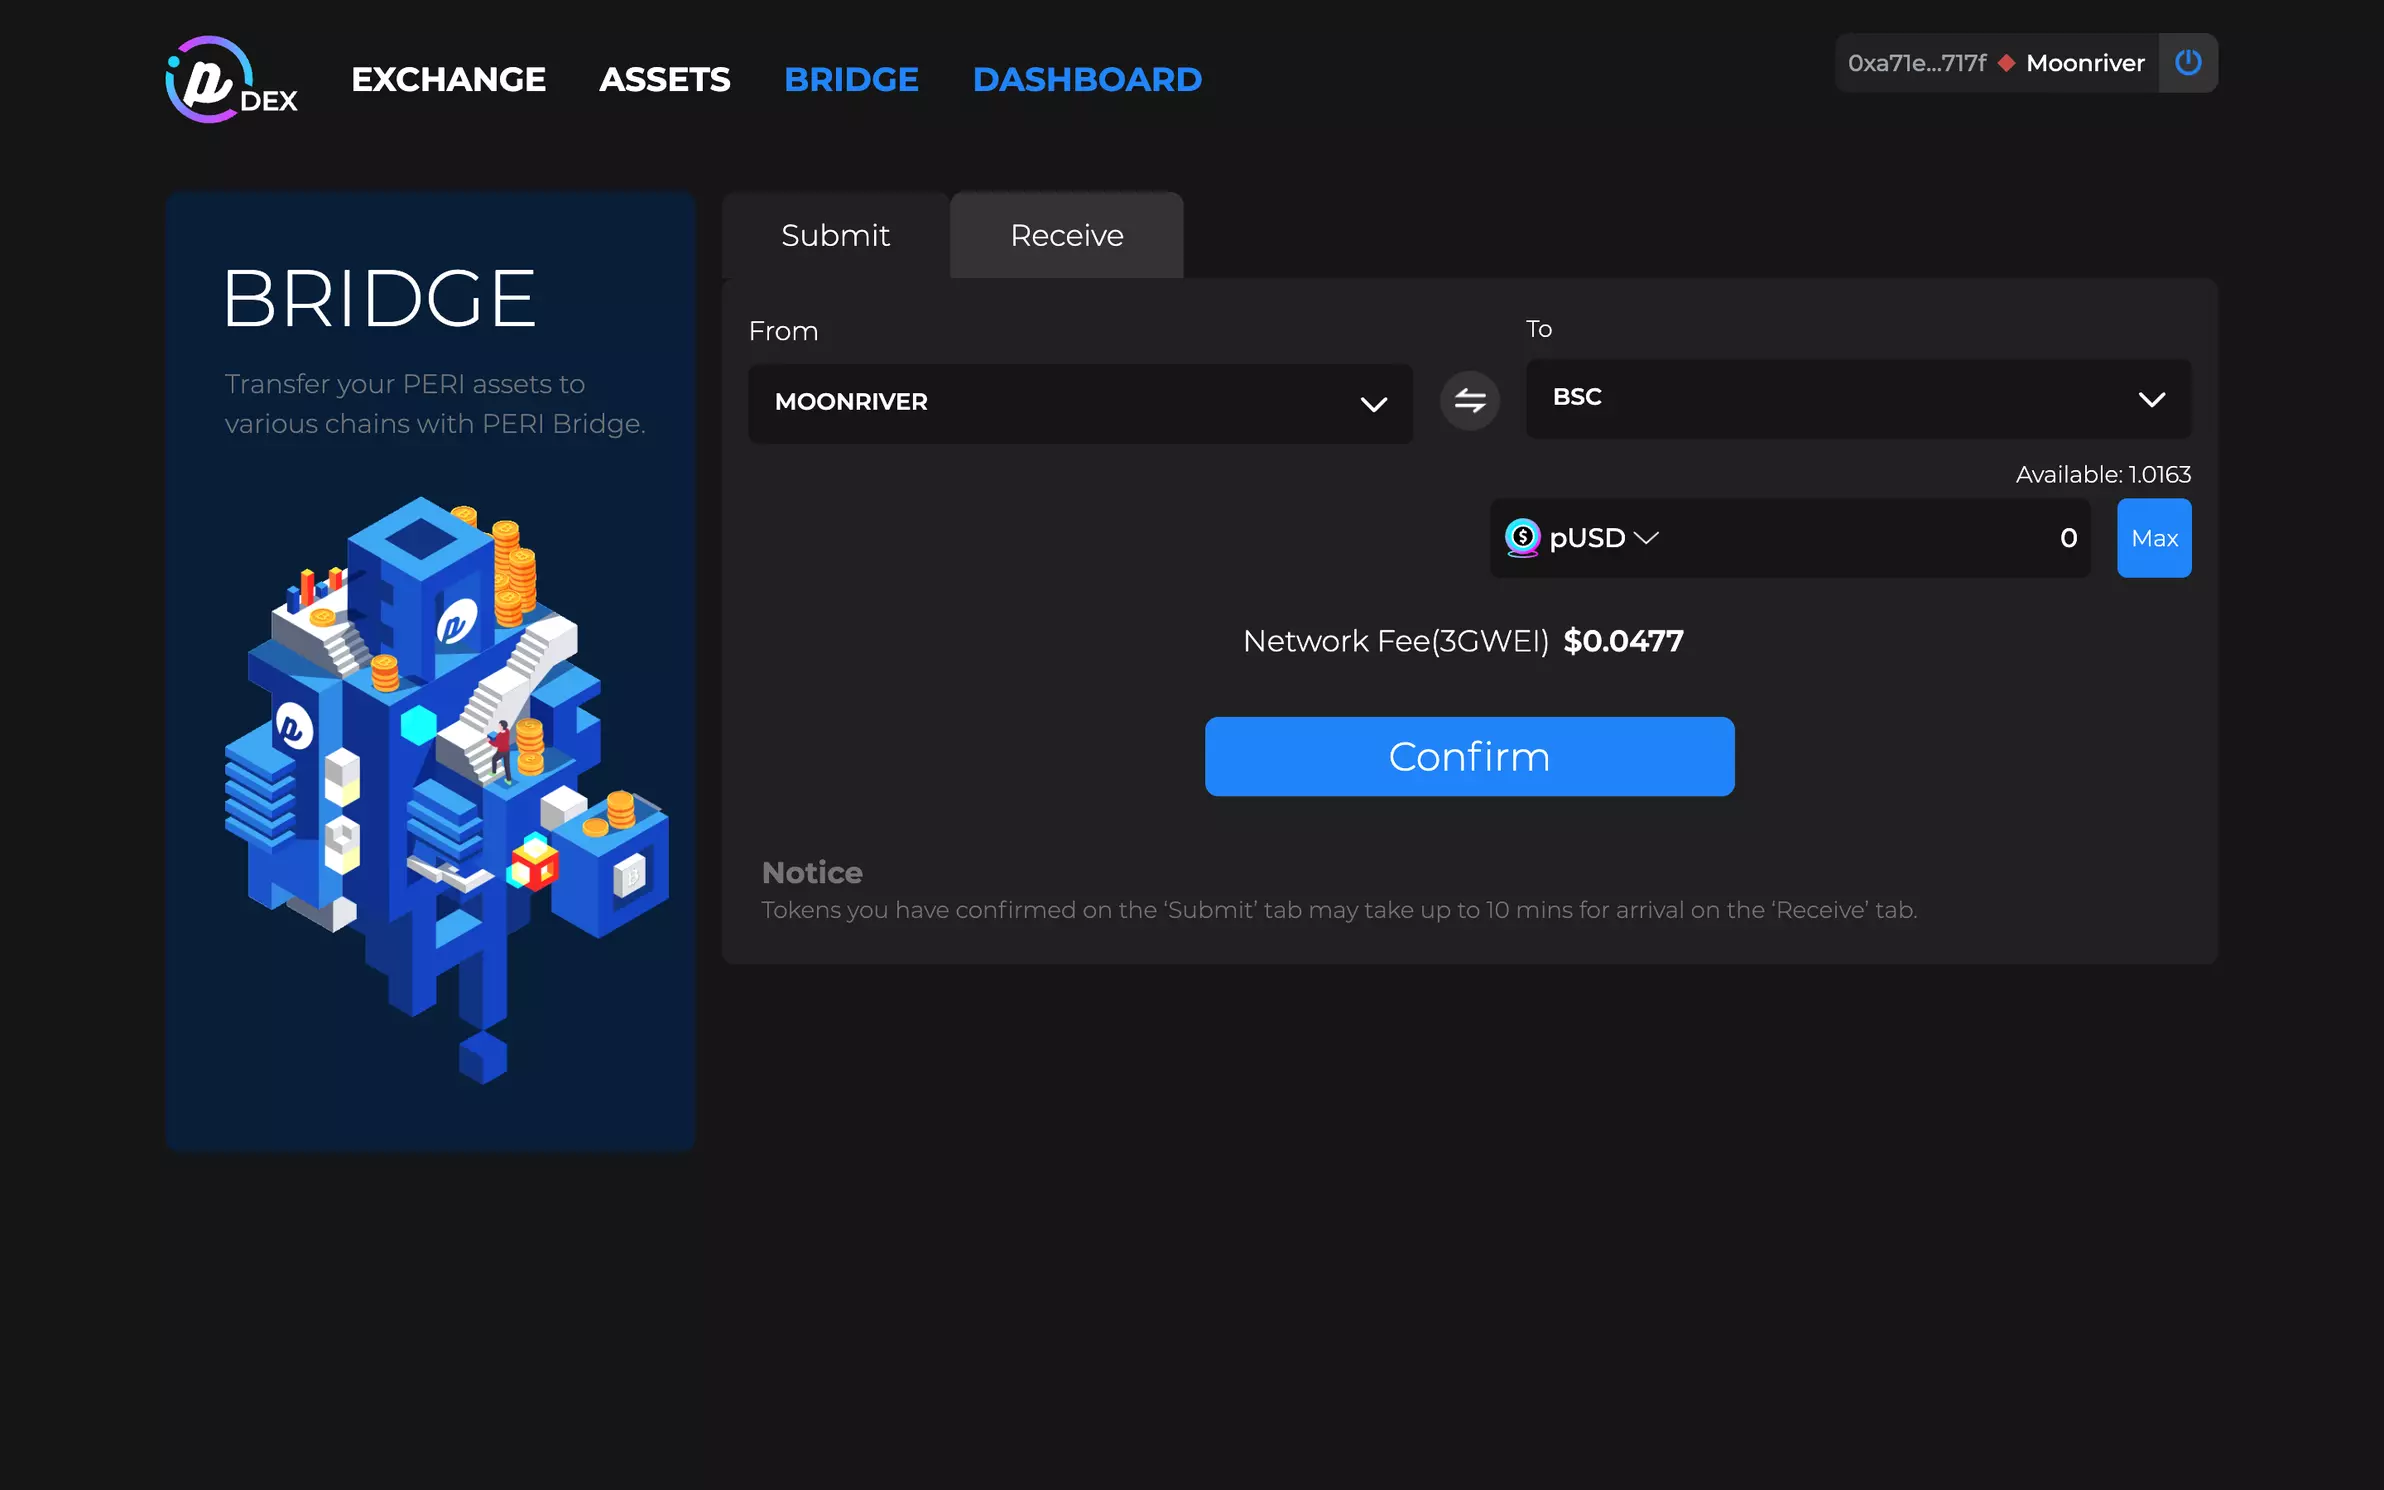 DEX
EXCHANGE
ASSETS
BRIDGE
DASHBOARD
0xa71e...717f
Moonriver
BRIDGE
Transfer your PERI assets to
various chains with PERI Bridge.
Submit
Receive
From
To
MOONRIVER
BSC
Available: 1.0163
pUSD
0
Max
Network Fee(3GWEI) $0.0477
Confirm
Notice
Tokens you have confirmed on the ‘Submit’ tab may take up to 10 mins for arrival on the ‘Receive’ tab.